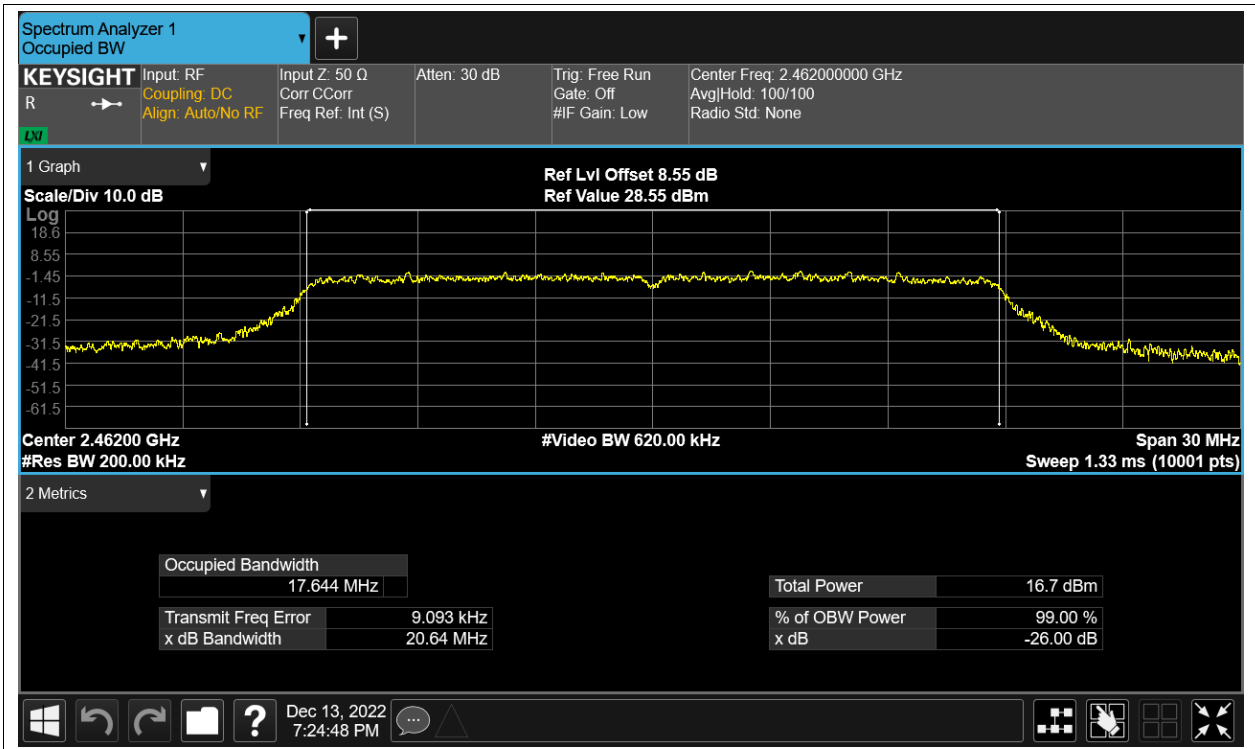 Spectrum Analyzer 1
Occupied BW
KEYSIGHT
R
LXI
Input: RF
Coupling: DC
Align: Auto/No RF
Input Z: 50 Ω
Corr CCorr
Freq Ref: Int (S)
Atten: 30 dB
Trig: Free Run
Gate: Off
#IF Gain: Low
Center Freq: 2.462000000 GHz
Avg|Hold: 100/100
Radio Std: None
1 Graph
Scale/Div 10.0 dB
Ref Lvl Offset 8.55 dB
Ref Value 28.55 dBm
Log
18.6
8.55
-1.45
-11.5
-21.5
-31.5
-41.5
-51.5
-61.5
Center 2.46200 GHz
#Video BW 620.00 kHz
Span 30 MHz
#Res BW 200.00 kHz
Sweep 1.33 ms (10001 pts)
2 Metrics
Occupied Bandwidth
17.644 MHz
Total Power 16.7 dBm
Transmit Freq Error 9.093 kHz
% of OBW Power 99.00 %
x dB Bandwidth 20.64 MHz
x dB -26.00 dB
?
Dec 13, 2022
7:24:48 PM